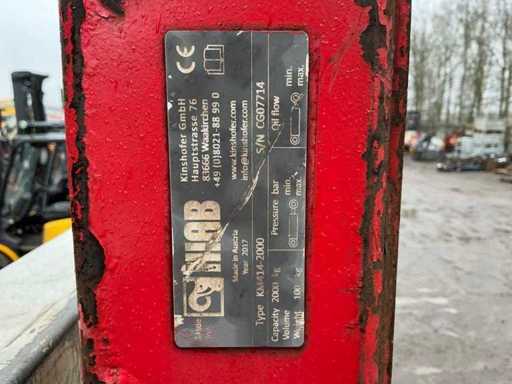 Kinshofer GmbH
Hauptstrasse 76
83666 Waakirchen
+49 (0)8021-88 99 0
www.kinshofer.com
info@kinshofer.com
CE
HIAB
Made in Austria
Year 2017
Type KM414-2000 S/N CG07714
Capacity 2000 kg Pressure bar Oil flow
Volume min. min.
Weight 100 kg max. max.